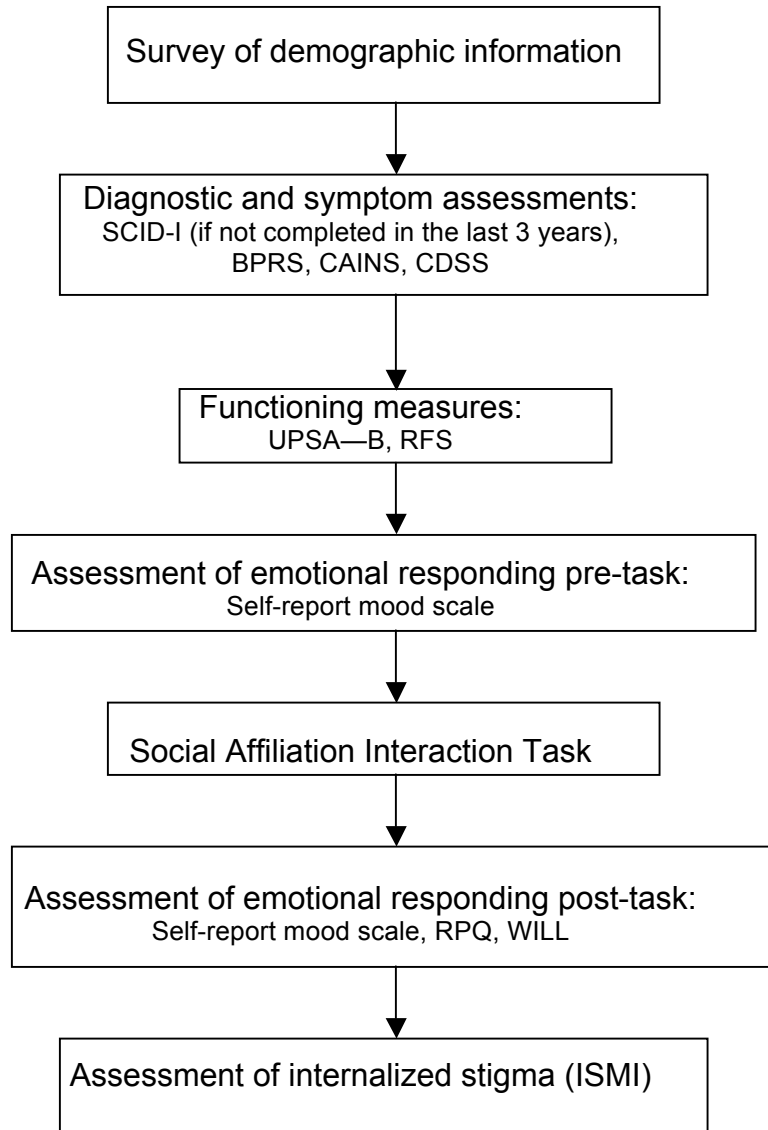 Survey of demographic information
Diagnostic and symptom assessments:
SCID-I (if not completed in the last 3 years),
BPRS, CAINS, CDSS
Functioning measures:
UPSA—B, RFS
Assessment of emotional responding pre-task:
Self-report mood scale
Social Affiliation Interaction Task
Assessment of emotional responding post-task:
Self-report mood scale, RPQ, WILL
Assessment of internalized stigma (ISMI)